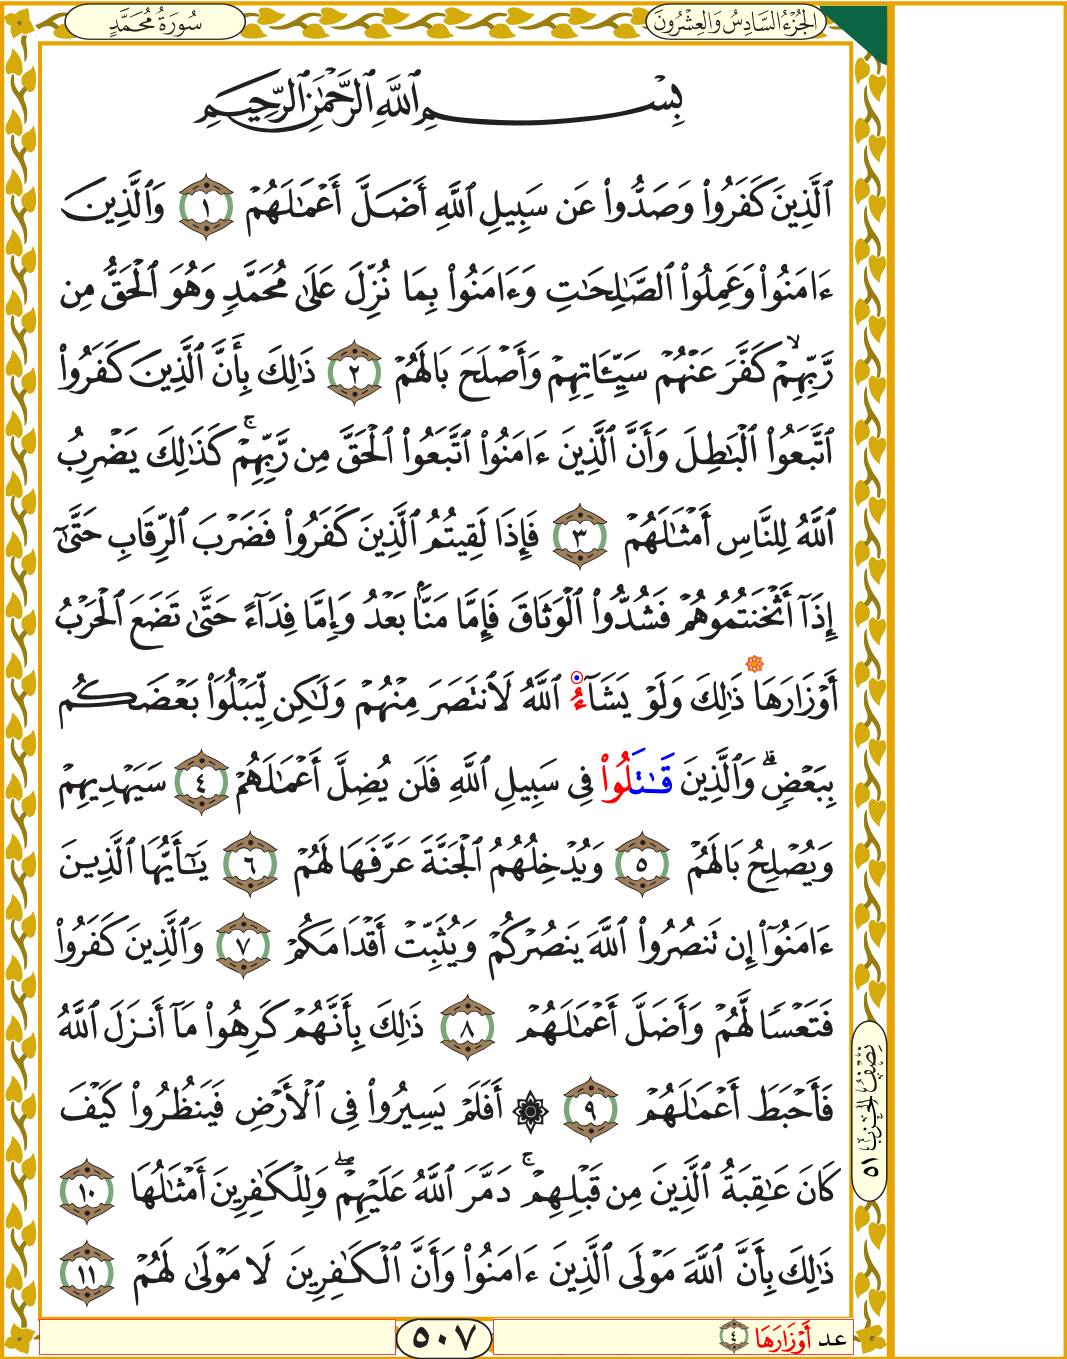 سُورَةُ مُحَمَّدٍ
الجُزْءُ السَّادِسُ وَالعِشْرُونَ
بِسْمِ ٱللَّهِ ٱلرَّحْمَٰنِ ٱلرَّحِيمِ
ٱلَّذِينَ كَفَرُواْ وَصَدُّواْ عَن سَبِيلِ ٱللَّهِ أَضَلَّ أَعْمَٰلَهُمْ ١ وَٱلَّذِينَ
ءَامَنُواْ وَعَمِلُواْ ٱلصَّٰلِحَٰتِ وَءَامَنُواْ بِمَا نُزِّلَ عَلَىٰ مُحَمَّدٖ وَهُوَ ٱلْحَقُّ مِن
رَّبِّهِمْ ۙ كَفَّرَ عَنْهُمْ سَيِّـَٔاتِهِمْ وَأَصْلَحَ بَالَهُمْ ٢ ذَٰلِكَ بِأَنَّ ٱلَّذِينَ كَفَرُواْ
ٱتَّبَعُواْ ٱلْبَٰطِلَ وَأَنَّ ٱلَّذِينَ ءَامَنُواْ ٱتَّبَعُواْ ٱلْحَقَّ مِن رَّبِّهِمْ ۚ كَذَٰلِكَ يَضْرِبُ
ٱللَّهُ لِلنَّاسِ أَمْثَٰلَهُمْ ٣ فَإِذَا لَقِيتُمُ ٱلَّذِينَ كَفَرُواْ فَضَرْبَ ٱلرِّقَابِ حَتَّىٰٓ
إِذَآ أَثْخَنتُمُوهُمْ فَشُدُّواْ ٱلْوَثَاقَ فَإِمَّا مَنَّۢا بَعْدُ وَإِمَّا فِدَآءً حَتَّىٰ تَضَعَ ٱلْحَرْبُ
أَوْزَارَهَا ذَٰلِكَ وَلَوْ يَشَآءُ ٱللَّهُ لَٱنتَصَرَ مِنْهُمْ وَلَٰكِن لِّيَبْلُوَاْ بَعْضَكُم
بِبَعْضٖ ۗ وَٱلَّذِينَ قَٰتَلُواْ فِى سَبِيلِ ٱللَّهِ فَلَن يُضِلَّ أَعْمَٰلَهُمْ ٤ سَيَهْدِيهِمْ
وَيُصْلِحُ بَالَهُمْ ٥ وَيُدْخِلُهُمُ ٱلْجَنَّةَ عَرَّفَهَا لَهُمْ ٦ يَٰٓأَيُّهَا ٱلَّذِينَ
ءَامَنُوٓاْ إِن تَنصُرُواْ ٱللَّهَ يَنصُرْكُمْ وَيُثَبِّتْ أَقْدَامَكُمْ ٧ وَٱلَّذِينَ كَفَرُواْ
فَتَعْسٗا لَّهُمْ وَأَضَلَّ أَعْمَٰلَهُمْ ٨ ذَٰلِكَ بِأَنَّهُمْ كَرِهُواْ مَآ أَنزَلَ ٱللَّهُ
فَأَحْبَطَ أَعْمَٰلَهُمْ ٩ ۞ أَفَلَمْ يَسِيرُواْ فِى ٱلْأَرْضِ فَيَنظُرُواْ كَيْفَ
كَانَ عَٰقِبَةُ ٱلَّذِينَ مِن قَبْلِهِمْ ۚ دَمَّرَ ٱللَّهُ عَلَيْهِمْ ۖ وَلِلْكَٰفِرِينَ أَمْثَٰلُهَا ١٠
ذَٰلِكَ بِأَنَّ ٱللَّهَ مَوْلَى ٱلَّذِينَ ءَامَنُواْ وَأَنَّ ٱلْكَٰفِرِينَ لَا مَوْلَىٰ لَهُمْ ١١
نِصْفُ الحِزْبِ ٥١
عد أَوْزَارَهَا ٤
٥٠٧